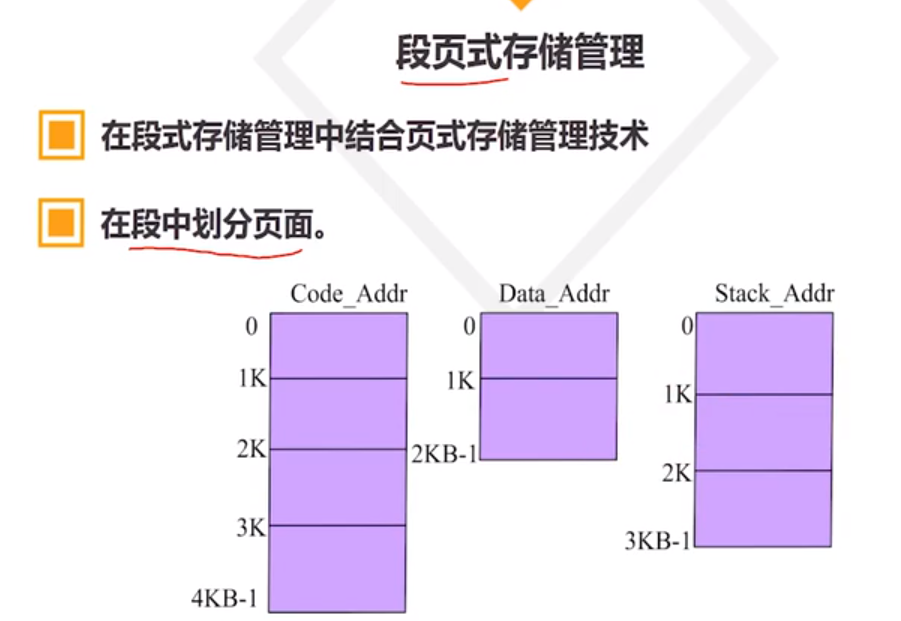 段页式存储管理
在段式存储管理中结合页式存储管理技术
在段中划分页面。
Code_Addr
0
1K
2K
3K
4KB-1
Data_Addr
0
1K
2KB-1
Stack_Addr
0
1K
2K
3KB-1